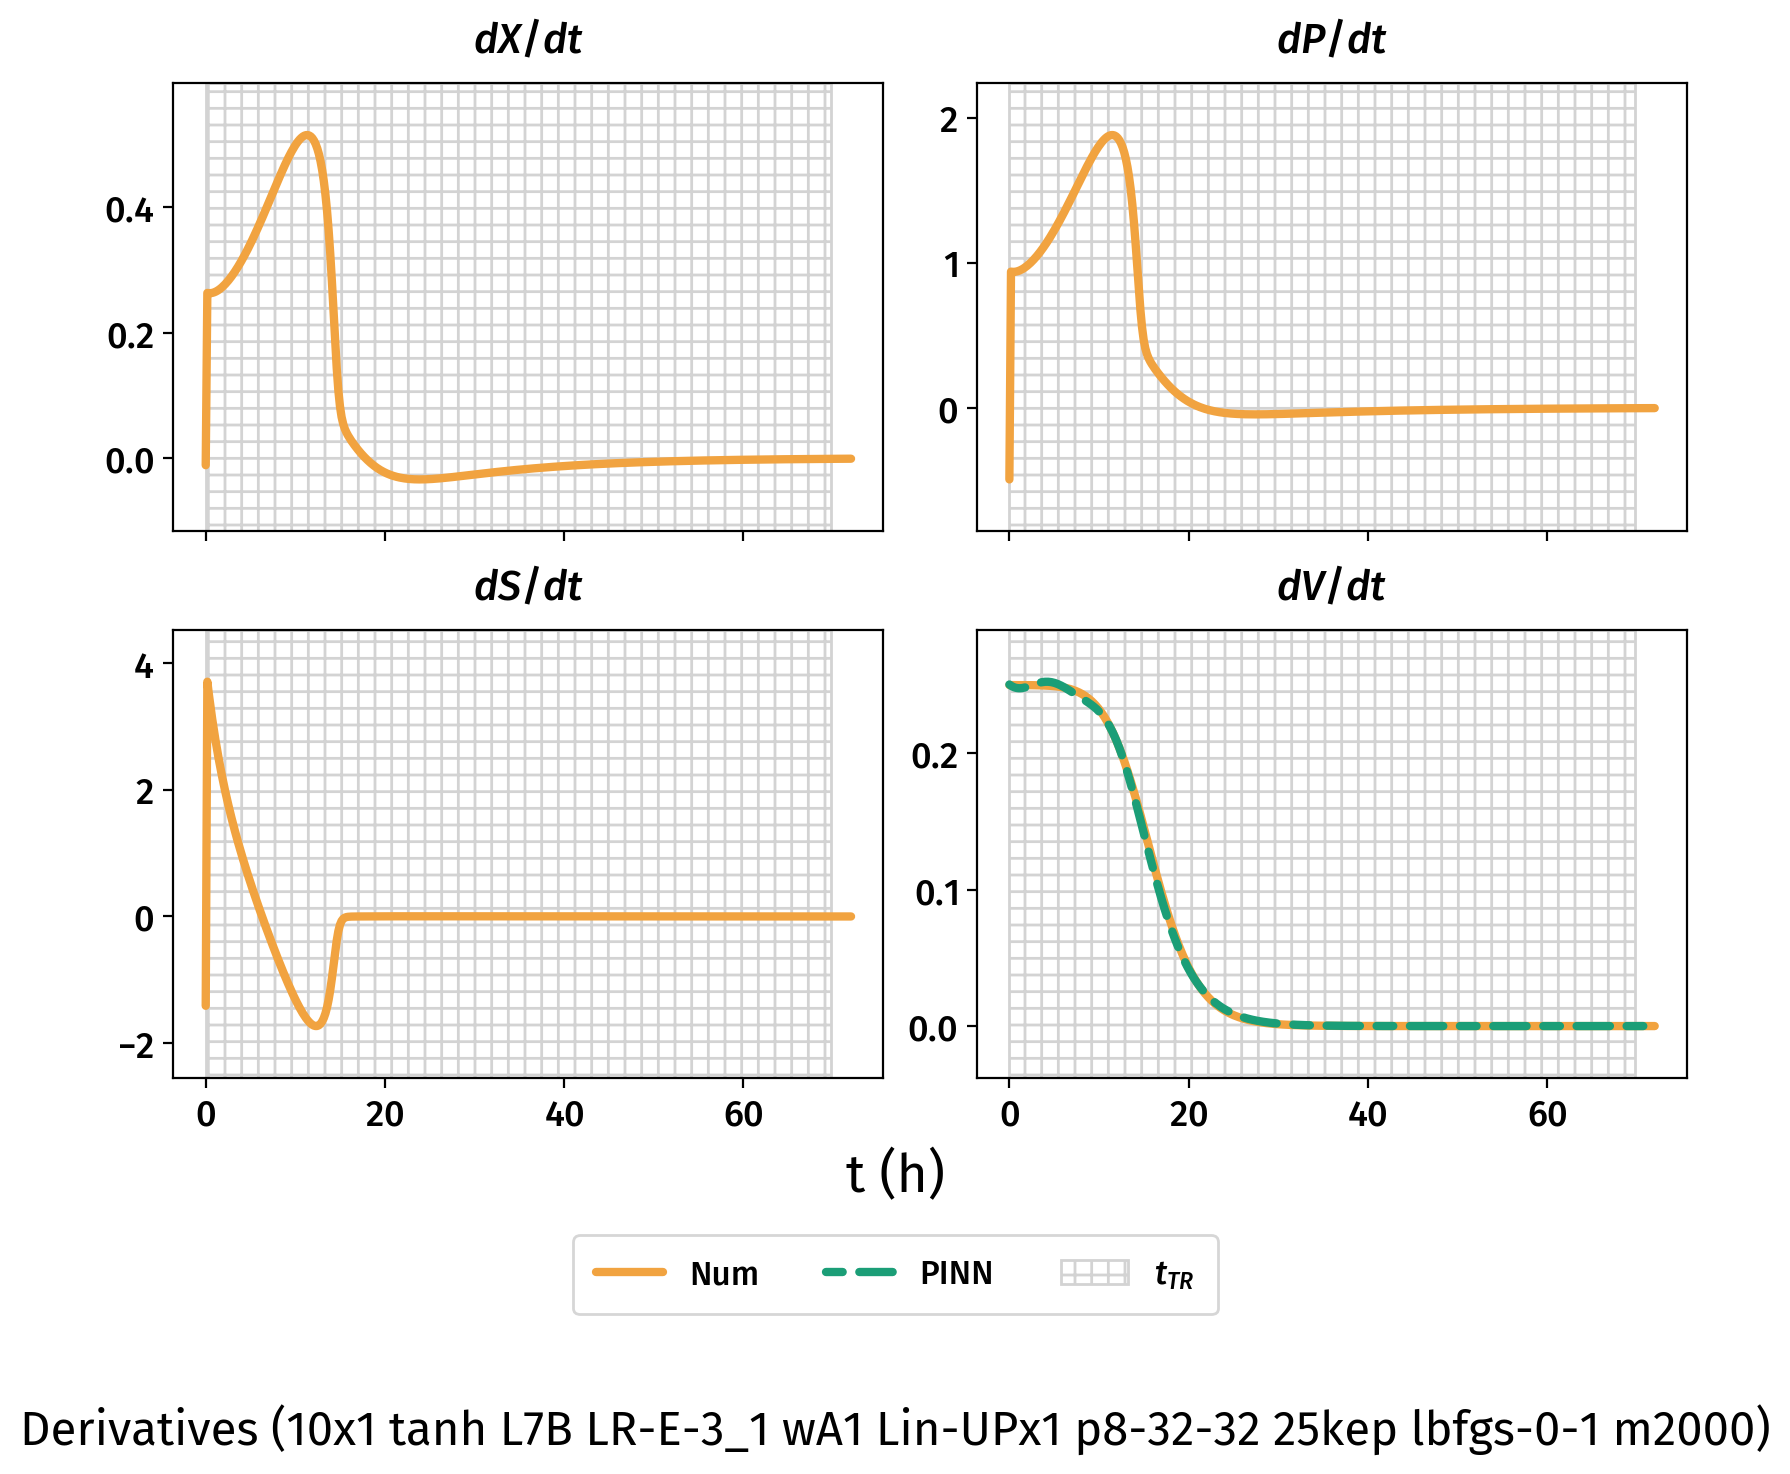 dX/dt
dP/dt
0.4
0.2
0.0
2
1
0
dS/dt
dV/dt
4
2
0
−2
0.2
0.1
0.0
0 20 40 60
0 20 40 60
t (h)
Num PINN t_TR
Derivatives (10x1 tanh L7B LR-E-3_1 wA1 Lin-UPx1 p8-32-32 25kep lbfgs-0-1 m2000)